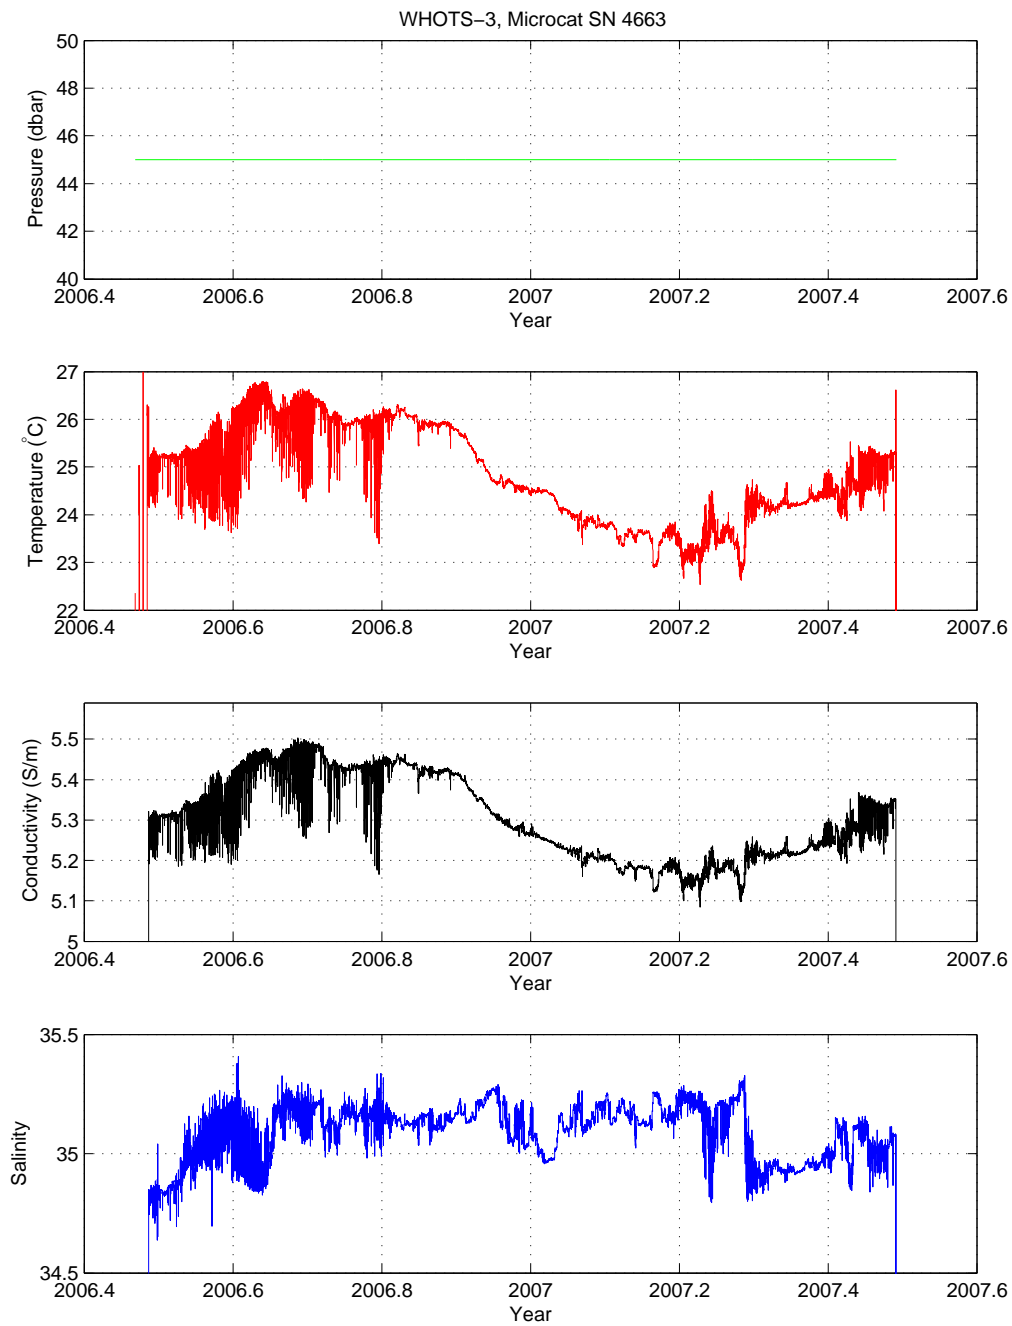 WHOTS−3, Microcat SN 4663
50
48
46
44
42
40
Pressure (dbar)
2006.4 2006.6 2006.8 2007 2007.2 2007.4 2007.6
Year
27
26
25
24
23
22
Temperature (°C)
2006.4 2006.6 2006.8 2007 2007.2 2007.4 2007.6
Year
5.5
5.4
5.3
5.2
5.1
5
Conductivity (S/m)
2006.4 2006.6 2006.8 2007 2007.2 2007.4 2007.6
Year
35.5
35
34.5
Salinity
2006.4 2006.6 2006.8 2007 2007.2 2007.4 2007.6
Year